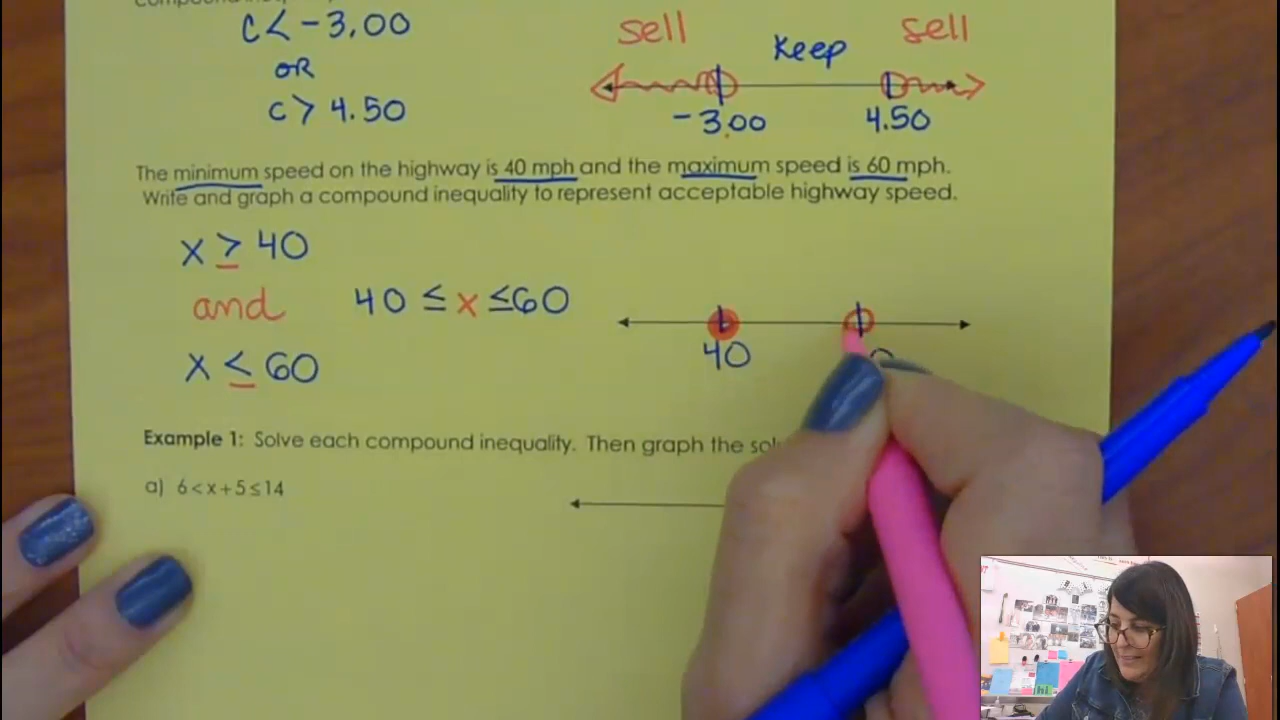 c < -3.00
OR
c > 4.50
sell Keep sell
-3.00 4.50
The minimum speed on the highway is 40 mph and the maximum speed is 60 mph.
Write and graph a compound inequality to represent acceptable highway speed.
x ≥ 40
and 40 ≤ x ≤ 60
x ≤ 60
40
Example 1: Solve each compound inequality. Then graph the
a) 6 < x + 5 ≤ 14
hi